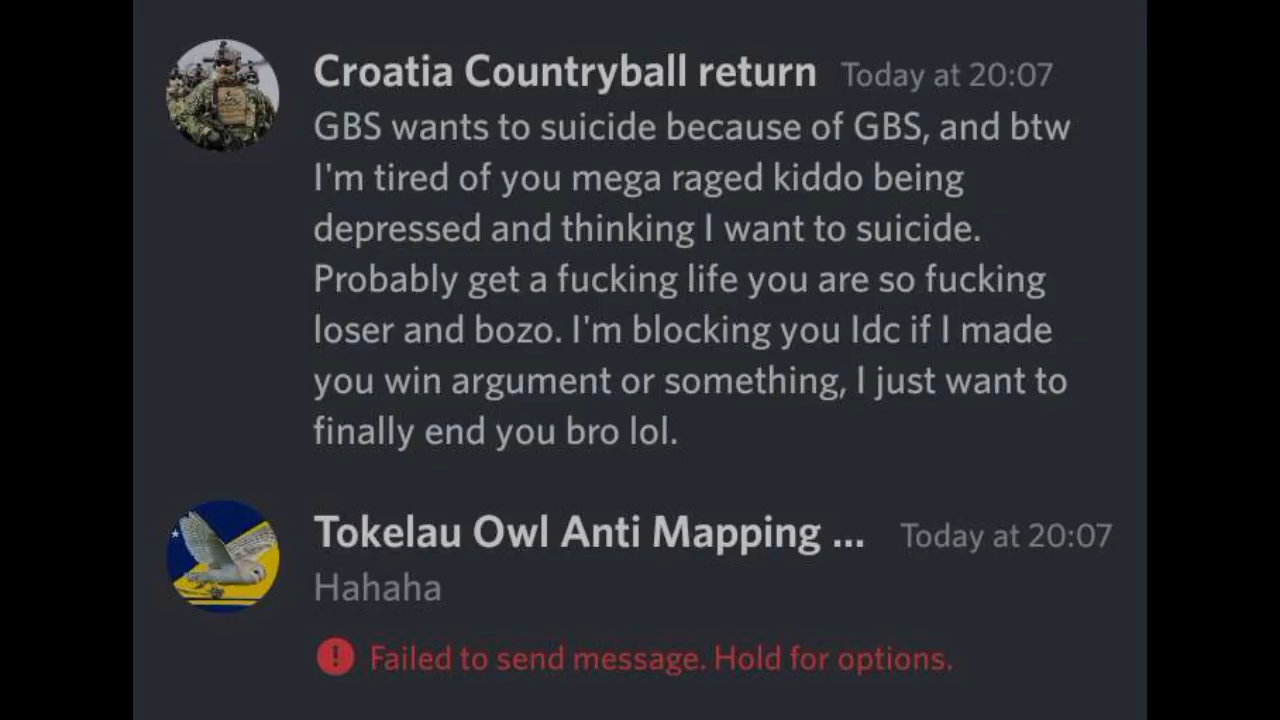 Croatia Countryball return Today at 20:07
GBS wants to suicide because of GBS, and btw
I'm tired of you mega raged kiddo being
depressed and thinking I want to suicide.
Probably get a fucking life you are so fucking
loser and bozo. I'm blocking you Idc if I made
you win argument or something, I just want to
finally end you bro lol.
Tokelau Owl Anti Mapping ... Today at 20:07
Hahaha
Failed to send message. Hold for options.